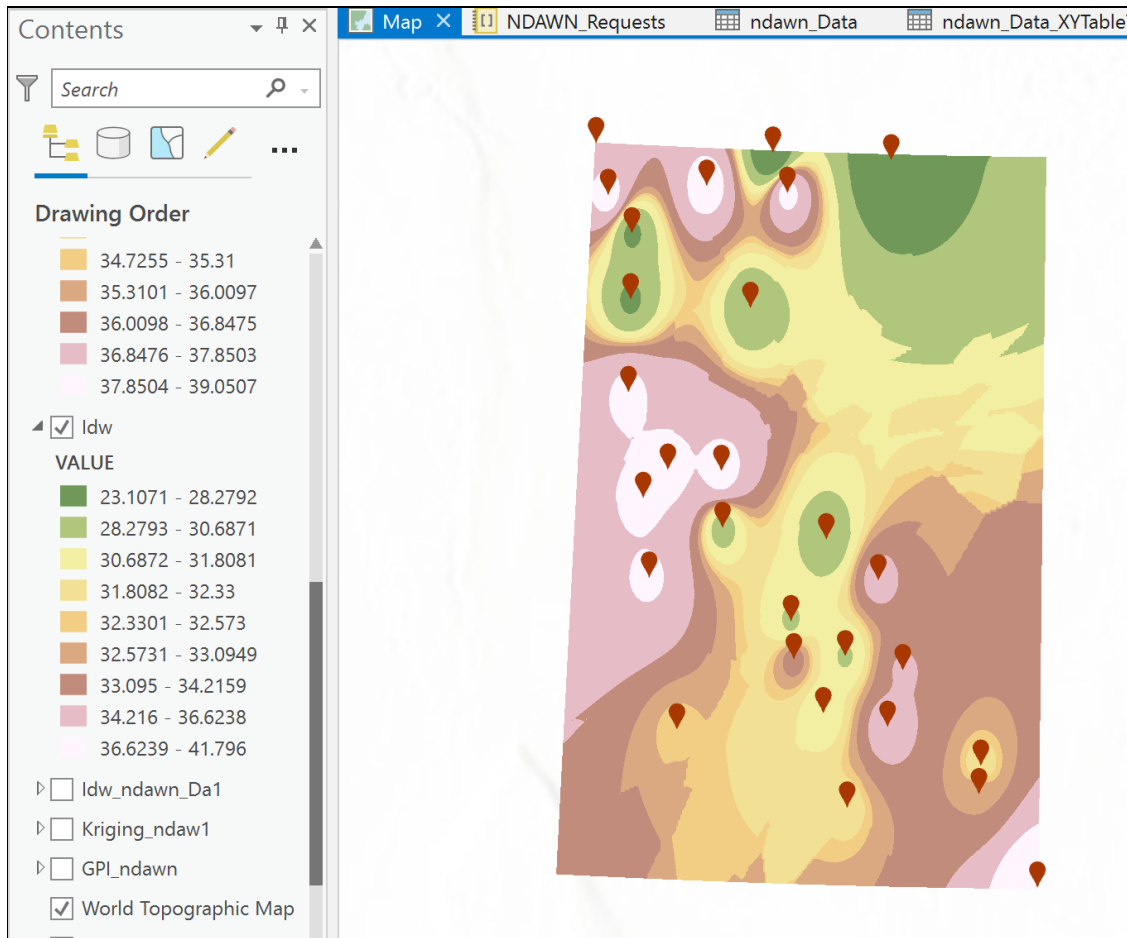 Contents
Map
NDAWN_Requests
ndawn_Data
ndawn_Data_XYTable
Search
Drawing Order
34.7255 - 35.31
35.3101 - 36.0097
36.0098 - 36.8475
36.8476 - 37.8503
37.8504 - 39.0507
Idw
VALUE
23.1071 - 28.2792
28.2793 - 30.6871
30.6872 - 31.8081
31.8082 - 32.33
32.3301 - 32.573
32.5731 - 33.0949
33.095 - 34.2159
34.216 - 36.6238
36.6239 - 41.796
Idw_ndawn_Da1
Kriging_ndaw1
GPI_ndawn
World Topographic Map